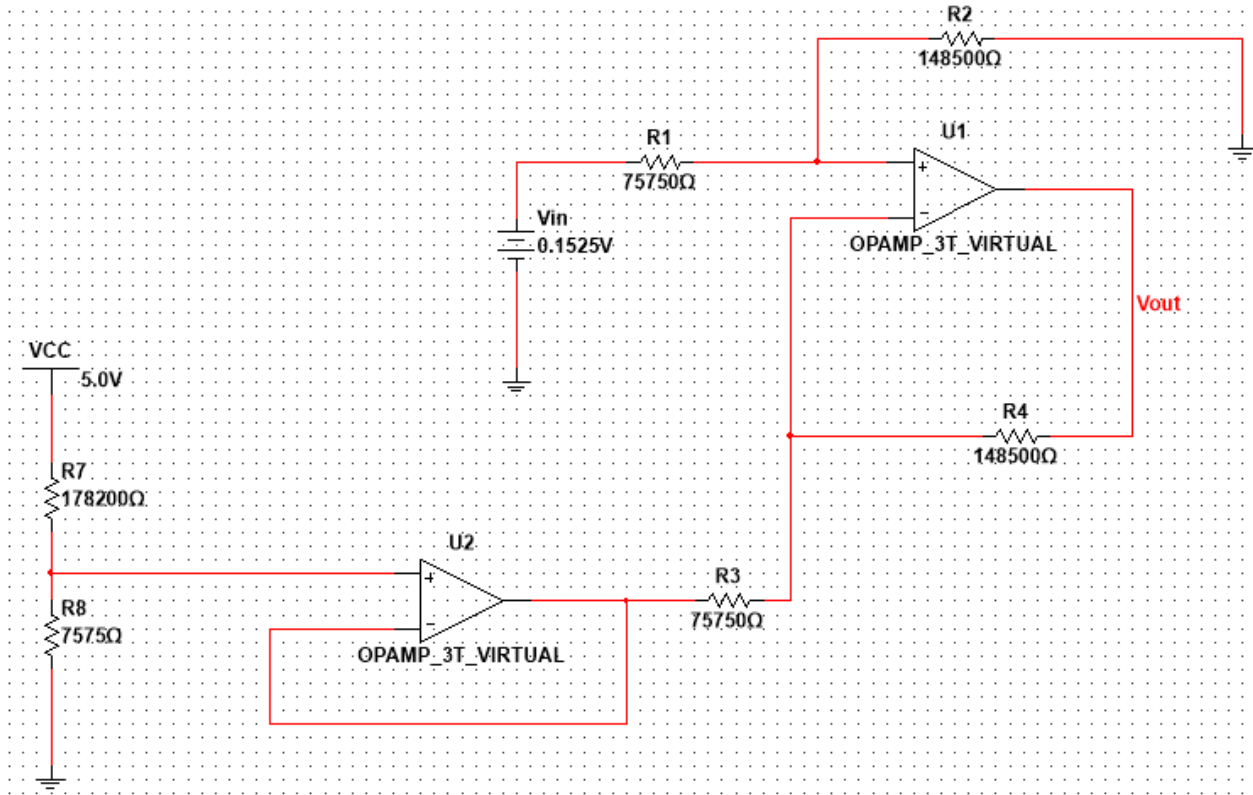 R2
148500Ω
U1
R1
75750Ω
+
−
OPAMP_3T_VIRTUAL
Vin
0.1525V
Vout
VCC
5.0V
R4
148500Ω
R7
178200Ω
U2
R3
75750Ω
+
−
R8
7575Ω
OPAMP_3T_VIRTUAL